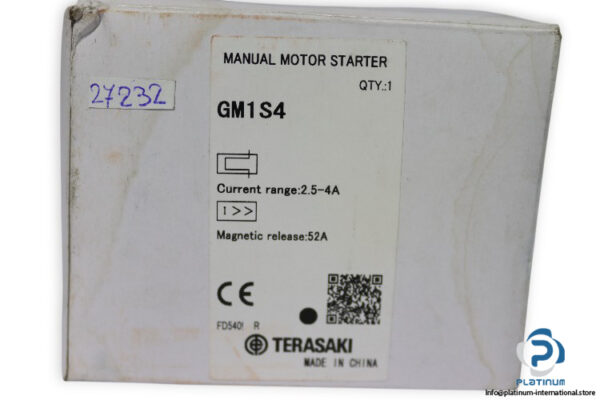 27232
MANUAL MOTOR STARTER
QTY.:1
GM1S4
Current range:2.5-4A
I>>
Magnetic release:52A
CE
R
TERASAKI
MADE IN CHINA
PLATINUM
info@platinum-international.store